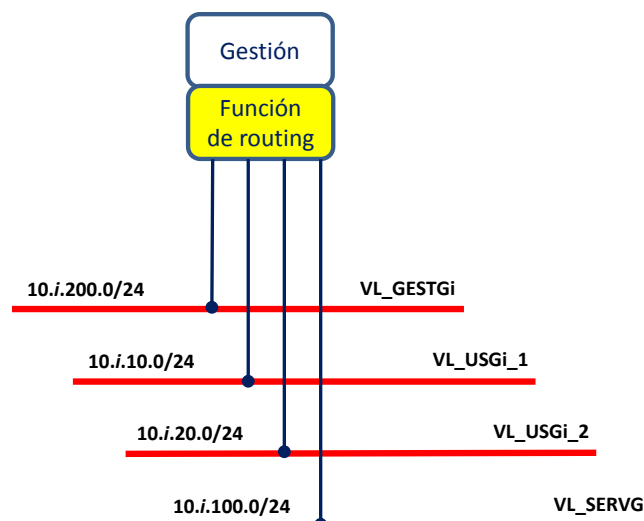 Gestión
Función
de routing
10.i.200.0/24 VL_GESTGi
10.i.10.0/24 VL_USGi_1
10.i.20.0/24 VL_USGi_2
10.i.100.0/24 VL_SERVG